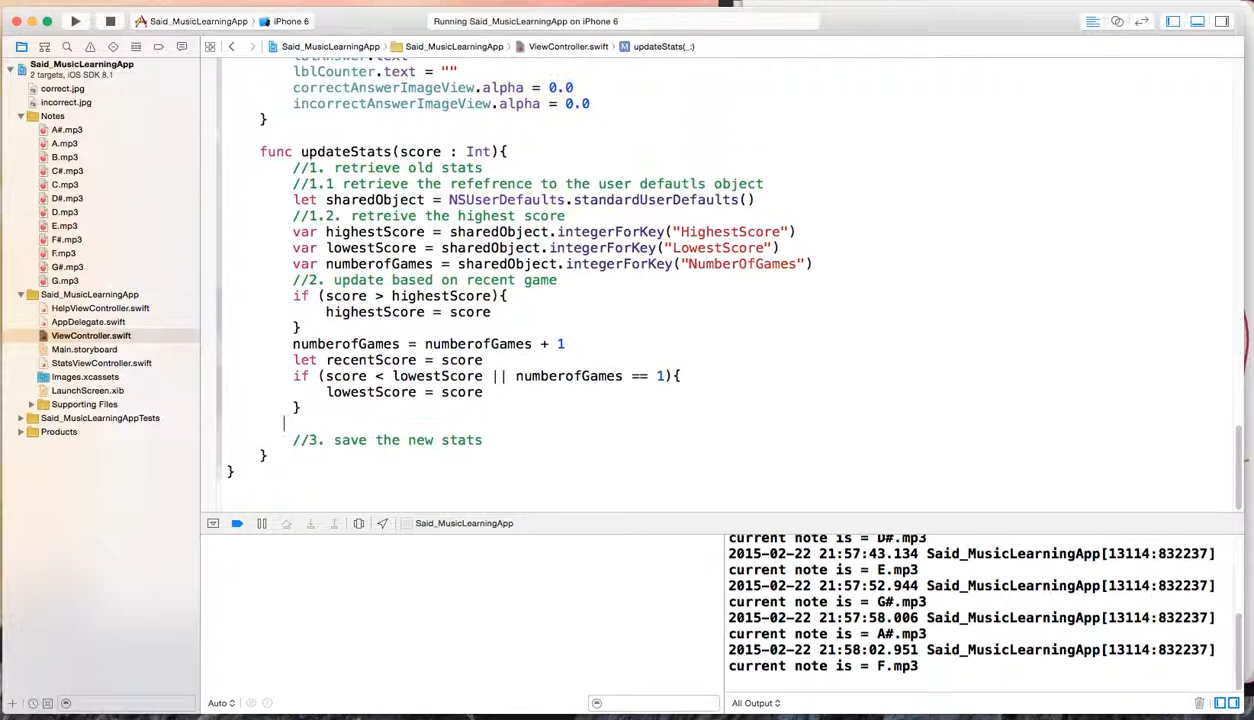 Said_MusicLearningApp
iPhone 6
Running Said_MusicLearningApp on iPhone 6
Said_MusicLearningApp
Said_MusicLearningApp
ViewController.swift
updateStats(_:)
Said_MusicLearningApp
2 targets, iOS SDK 8.1
correct.jpg
incorrect.jpg
Notes
A#.mp3
A.mp3
B.mp3
C#.mp3
C.mp3
D#.mp3
D.mp3
E.mp3
F#.mp3
F.mp3
G#.mp3
G.mp3
Said_MusicLearningApp
HelpViewController.swift
AppDelegate.swift
ViewController.swift
Main.storyboard
StatsViewController.swift
Images.xcassets
LaunchScreen.xib
Supporting Files
Said_MusicLearningAppTests
Products
lblAnswer.text = ""
lblCounter.text = ""
correctAnswerImageView.alpha = 0.0
incorrectAnswerImageView.alpha = 0.0
}
func updateStats(score : Int){
//1. retrieve old stats
//1.1 retrieve the refefrence to the user defautls object
let sharedObject = NSUserDefaults.standardUserDefaults()
//1.2. retreive the highest score
var highestScore = sharedObject.integerForKey("HighestScore")
var lowestScore = sharedObject.integerForKey("LowestScore")
var numberofGames = sharedObject.integerForKey("NumberOfGames")
//2. update based on recent game
if (score > highestScore){
highestScore = score
}
numberofGames = numberofGames + 1
let recentScore = score
if (score < lowestScore || numberofGames == 1){
lowestScore = score
}
//3. save the new stats
}
}
Said_MusicLearningApp
current note is = D#.mp3
2015-02-22 21:57:43.134 Said_MusicLearningApp[13114:832237]
current note is = E.mp3
2015-02-22 21:57:52.944 Said_MusicLearningApp[13114:832237]
current note is = G#.mp3
2015-02-22 21:57:58.006 Said_MusicLearningApp[13114:832237]
current note is = A#.mp3
2015-02-22 21:58:02.951 Said_MusicLearningApp[13114:832237]
current note is = F.mp3
Auto
All Output